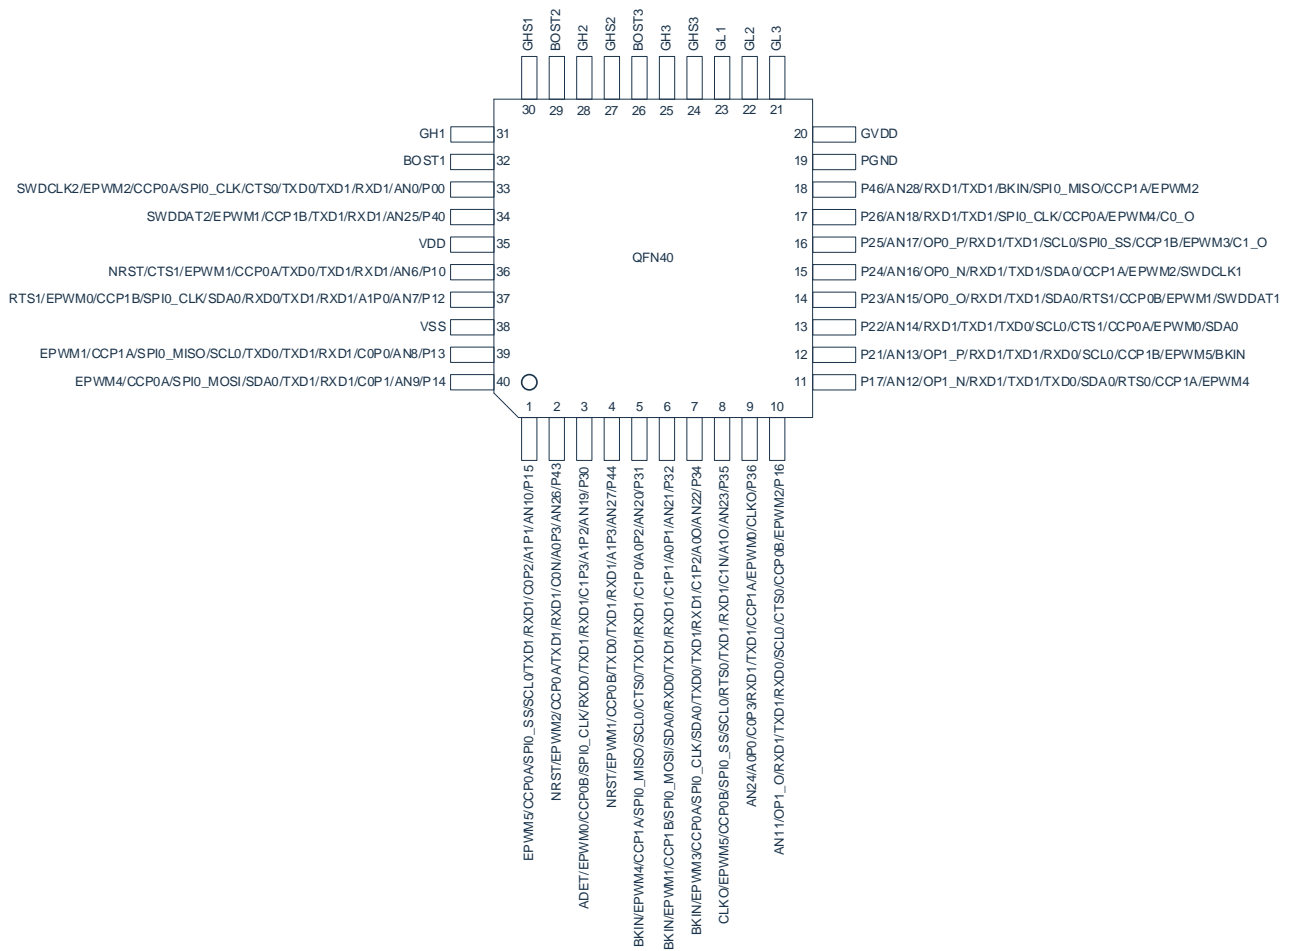 GHS1
BOST2
GH2
GHS2
BOST3
GH3
GHS3
GL1
GL2
GL3
30 29 28 27 26 25 24 23 22 21
GH1 31
BOST1 32
SWDCLK2/EPWM2/CCP0A/SPI0_CLK/CTS0/TXD0/TXD1/RXD1/AN0/P00 33
SWDDAT2/EPWM1/CCP1B/TXD1/RXD1/AN25/P40 34
VDD 35
NRST/CTS1/EPWM1/CCP0A/TXD0/TXD1/RXD1/AN6/P10 36
RTS1/EPWM0/CCP1B/SPI0_CLK/SDA0/RXD0/TXD1/RXD1/A1P0/AN7/P12 37
VSS 38
EPWM1/CCP1A/SPI0_MISO/SCL0/TXD0/TXD1/RXD1/C0P0/AN8/P13 39
EPWM4/CCP0A/SPI0_MOSI/SDA0/TXD1/RXD1/C0P1/AN9/P14 40
QFN40
20 GVDD
19 PGND
18 P46/AN28/RXD1/TXD1/BKIN/SPI0_MISO/CCP1A/EPWM2
17 P26/AN18/RXD1/TXD1/SPI0_CLK/CCP0A/EPWM4/C0_O
16 P25/AN17/OP0_P/RXD1/TXD1/SCL0/SPI0_SS/CCP1B/EPWM3/C1_O
15 P24/AN16/OP0_N/RXD1/TXD1/SDA0/CCP1A/EPWM2/SWDCLK1
14 P23/AN15/OP0_O/RXD1/TXD1/SDA0/RTS1/CCP0B/EPWM1/SWDDAT1
13 P22/AN14/RXD1/TXD1/TXD0/SCL0/CTS1/CCP0A/EPWM0/SDA0
12 P21/AN13/OP1_P/RXD1/TXD1/RXD0/SCL0/CCP1B/EPWM5/BKIN
11 P17/AN12/OP1_N/RXD1/TXD1/TXD0/SDA0/RTS0/CCP1A/EPWM4
1 2 3 4 5 6 7 8 9 10
EPWM5/CCP0A/SPI0_SS/SCL0/TXD1/RXD1/C0P2/A1P1/AN10/P15
NRST/EPWM2/CCP0A/TXD1/RXD1/C0N/A0P3/AN26/P43
ADET/EPWM0/CCP0B/SPI0_CLK/RXD0/TXD1/RXD1/C1P3/A1P2/AN19/P30
NRST/EPWM1/CCP0B/TXD0/TXD1/RXD1/A1P3/AN27/P44
BKIN/EPWM4/CCP1A/SPI0_MISO/SCL0/CTS0/TXD1/RXD1/C1P0/A0P2/AN20/P31
BKIN/EPWM1/CCP1B/SPI0_MOSI/SDA0/RXD0/TXD1/RXD1/C1P1/A0P1/AN21/P32
BKIN/EPWM3/CCP0A/SPI0_CLK/SDA0/TXD0/TXD1/RXD1/C1P2/A0O/AN22/P34
CLKO/EPWM5/CCP0B/SPI0_SS/SCL0/RTS0/TXD1/RXD1/C1N/A1O/AN23/P35
AN24/A0P0/C0P3/RXD1/TXD1/CCP1A/EPWM0/CLKO/P36
AN11/OP1_O/RXD1/TXD1/RXD0/SCL0/CTS0/CCP0B/EPWM2/P16